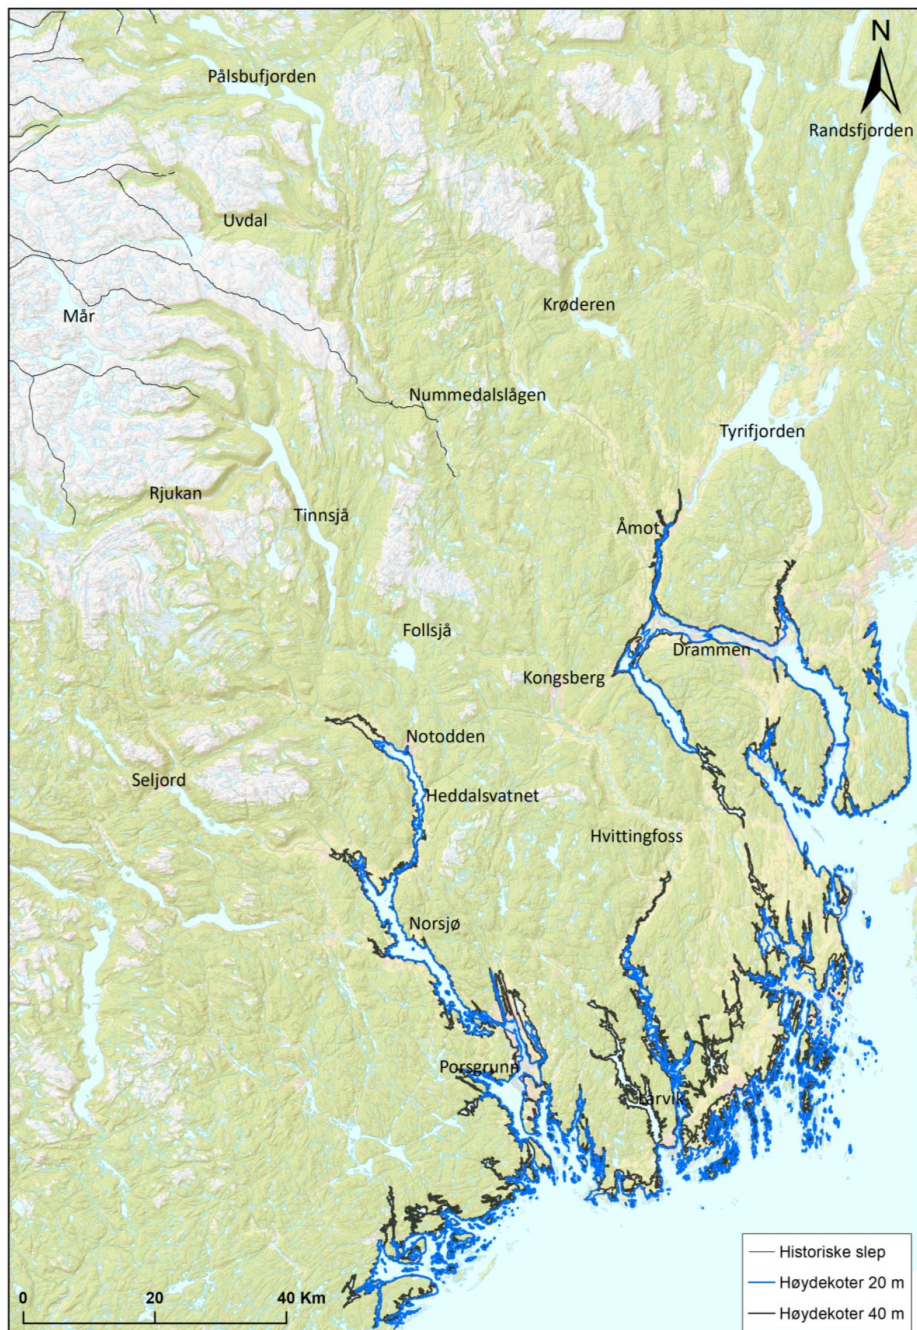 N
Pålsbufjorden
Randsfjorden
Uvdal
Krøderen
Mår
Nummedalslågen
Tyrifjorden
Rjukan
Tinnsjå
Åmot
Follsjå
Drammen
Kongsberg
Notodden
Seljord
Heddalsvatnet
Hvittingfoss
Norsjø
Porsgrunn
Larvik
Historiske slep
Høydekoter 20 m
Høydekoter 40 m
0 20 40 Km